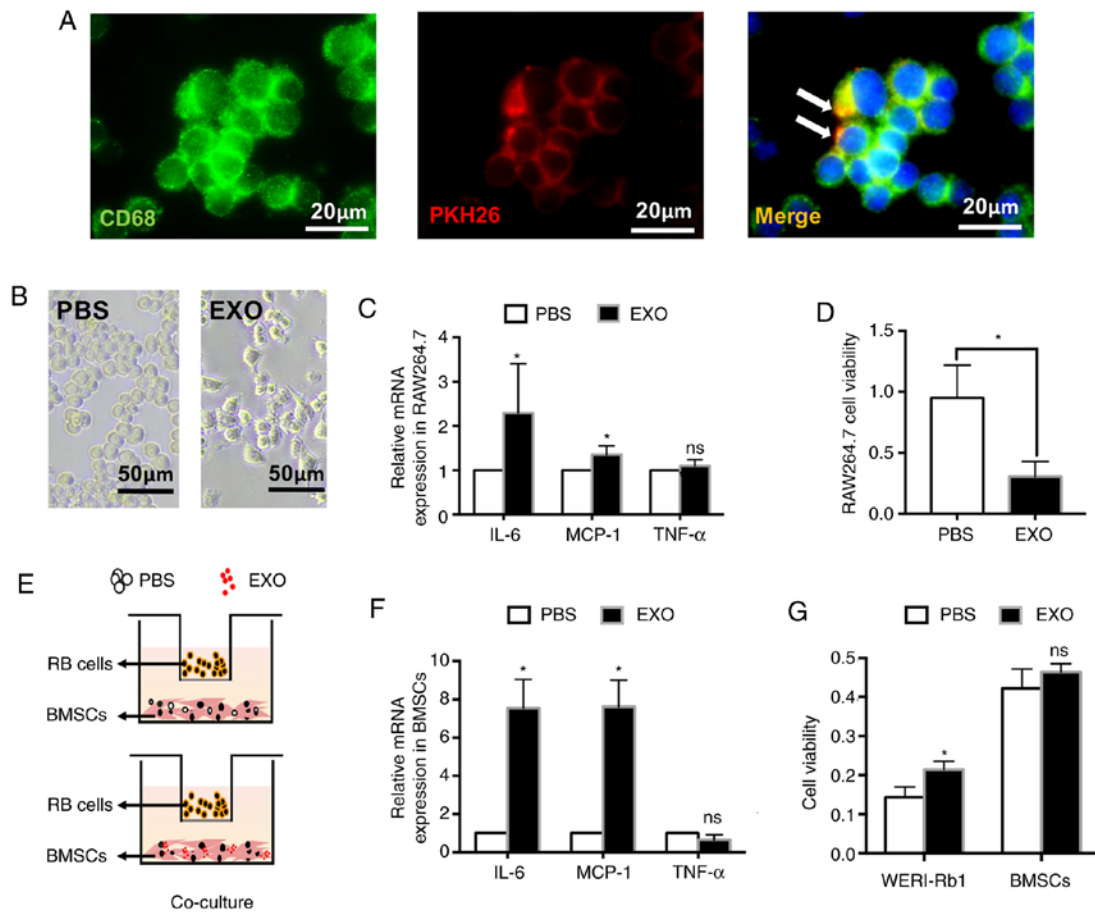 A
CD68
20μm
PKH26
20μm
Merge
20μm
B
PBS
50μm
EXO
50μm
C
PBS EXO
Relative mRNA
expression in RAW264.7
4
3
2
1
0
* * ns
IL-6 MCP-1 TNF-α
D
RAW264.7 cell viability
1.5
1.0
0.5
0.0
*
PBS EXO
E
PBS EXO
RB cells
BMSCs
RB cells
BMSCs
Co-culture
F
PBS EXO
Relative mRNA
expression in BMSCs
10
8
6
4
2
0
* * ns
IL-6 MCP-1 TNF-α
G
PBS EXO
Cell viability
0.5
0.4
0.3
0.2
0.1
0.0
* ns
WERI-Rb1 BMSCs